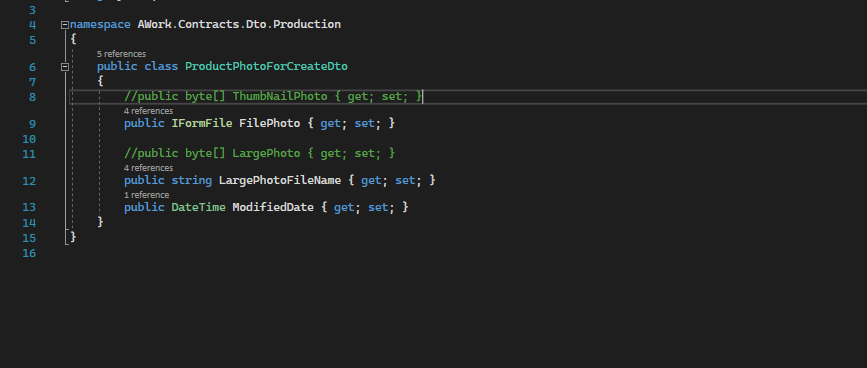 3
4 namespace AWork.Contracts.Dto.Production
5 {
5 references
6 public class ProductPhotoForCreateDto
7 {
8 //public byte[] ThumbNailPhoto { get; set; }
4 references
9 public IFormFile FilePhoto { get; set; }
10
11 //public byte[] LargePhoto { get; set; }
4 references
12 public string LargePhotoFileName { get; set; }
1 reference
13 public DateTime ModifiedDate { get; set; }
14 }
15 }
16